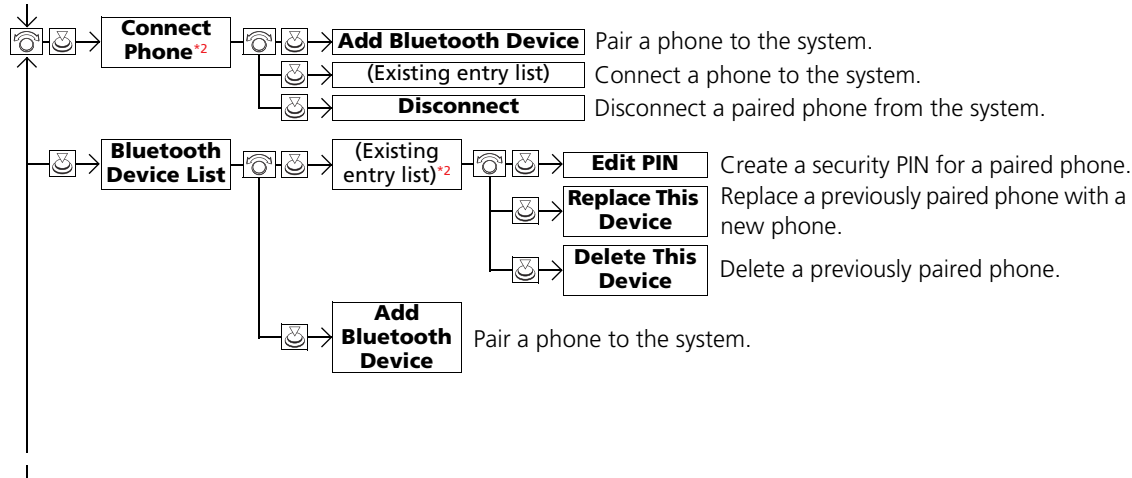 Connect
Phone*2
Add Bluetooth Device Pair a phone to the system.
(Existing entry list) Connect a phone to the system.
Disconnect Disconnect a paired phone from the system.
Bluetooth
Device List
(Existing
entry list)*2
Edit PIN Create a security PIN for a paired phone.
Replace This
Device
Replace a previously paired phone with a
new phone.
Delete This
Device
Delete a previously paired phone.
Add
Bluetooth
Device
Pair a phone to the system.